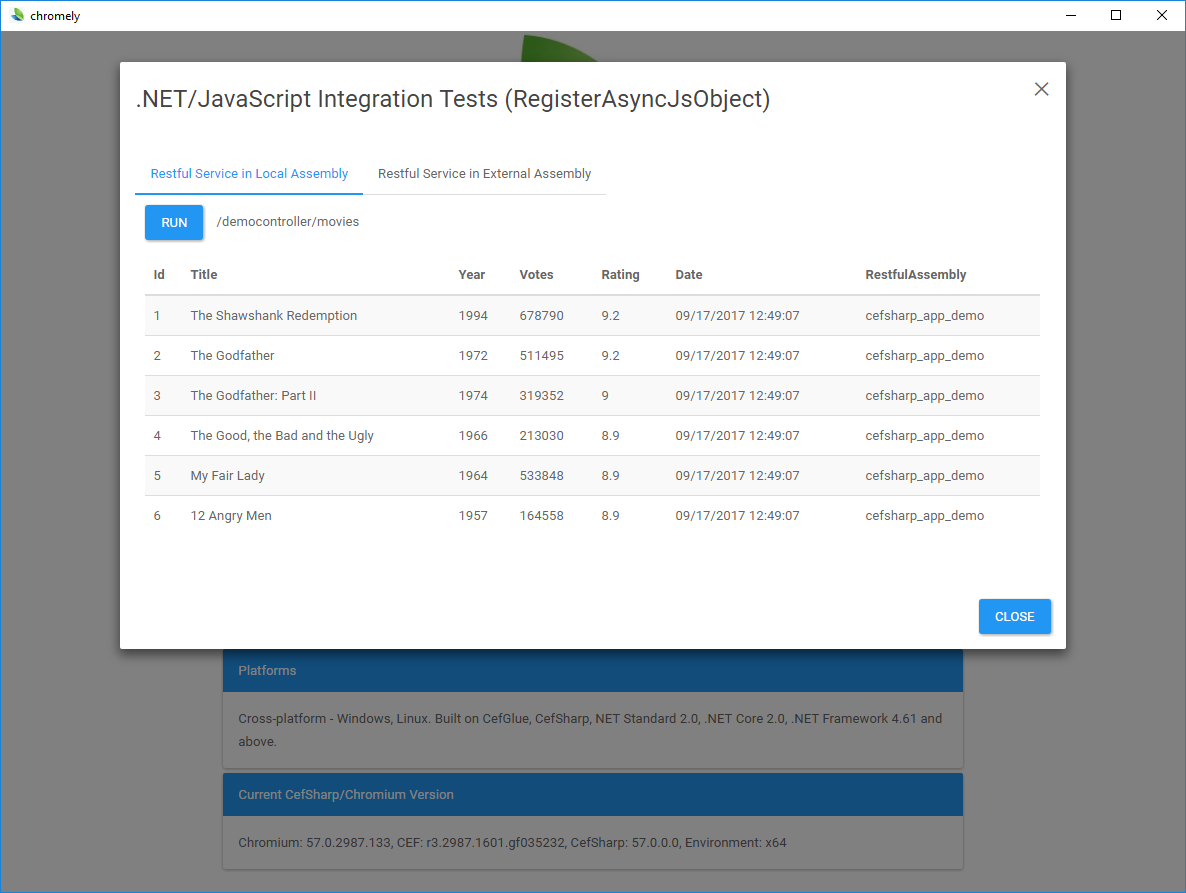 chromely
.NET/JavaScript Integration Tests (RegisterAsyncJsObject)
Restful Service in Local Assembly Restful Service in External Assembly
RUN /democontroller/movies
Id Title Year Votes Rating Date RestfulAssembly
1 The Shawshank Redemption 1994 678790 9.2 09/17/2017 12:49:07 cefsharp_app_demo
2 The Godfather 1972 511495 9.2 09/17/2017 12:49:07 cefsharp_app_demo
3 The Godfather: Part II 1974 319352 9 09/17/2017 12:49:07 cefsharp_app_demo
4 The Good, the Bad and the Ugly 1966 213030 8.9 09/17/2017 12:49:07 cefsharp_app_demo
5 My Fair Lady 1964 533848 8.9 09/17/2017 12:49:07 cefsharp_app_demo
6 12 Angry Men 1957 164558 8.9 09/17/2017 12:49:07 cefsharp_app_demo
CLOSE
Platforms
Cross-platform - Windows, Linux. Built on CefGlue, CefSharp, NET Standard 2.0, .NET Core 2.0, .NET Framework 4.61 and
above.
Current CefSharp/Chromium Version
Chromium: 57.0.2987.133, CEF: r3.2987.1601.gf035232, CefSharp: 57.0.0.0, Environment: x64